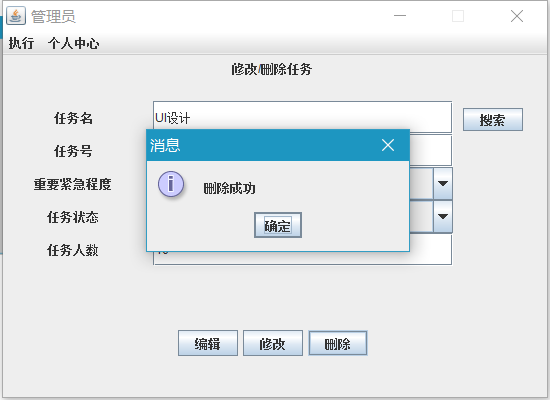 管理员
执行 个人中心
修改/删除任务
任务名 UI设计 搜索
消息
任务号
重要紧急程度
删除成功
任务状态
确定
任务人数
编辑 修改 删除